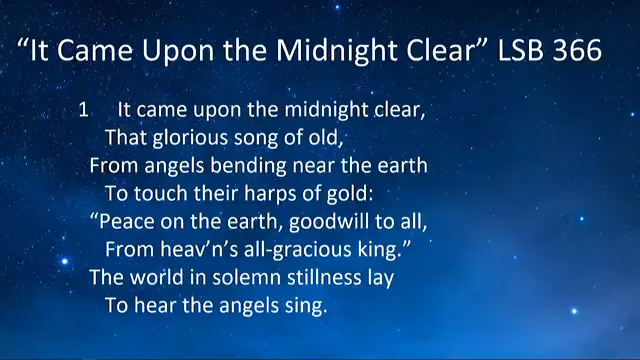 “It Came Upon the Midnight Clear” LSB 366
1 It came upon the midnight clear,
That glorious song of old,
From angels bending near the earth
To touch their harps of gold:
“Peace on the earth, goodwill to all,
From heav’n’s all-gracious king.”
The world in solemn stillness lay
To hear the angels sing.